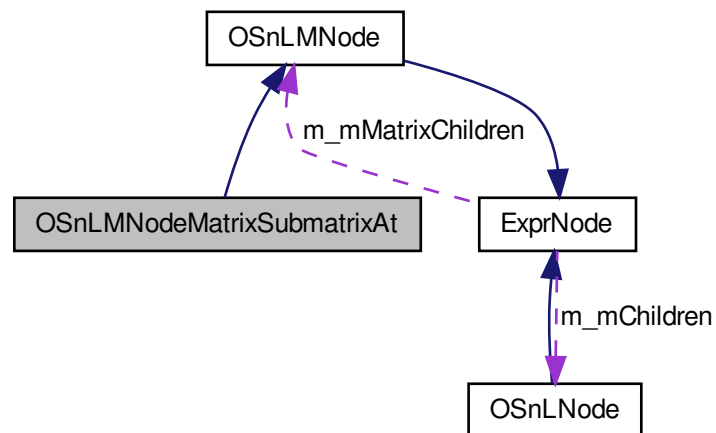 OSnLMNode
m_mMatrixChildren
OSnLMNodeMatrixSubmatrixAt
ExprNode
m_mChildren
OSnLNode